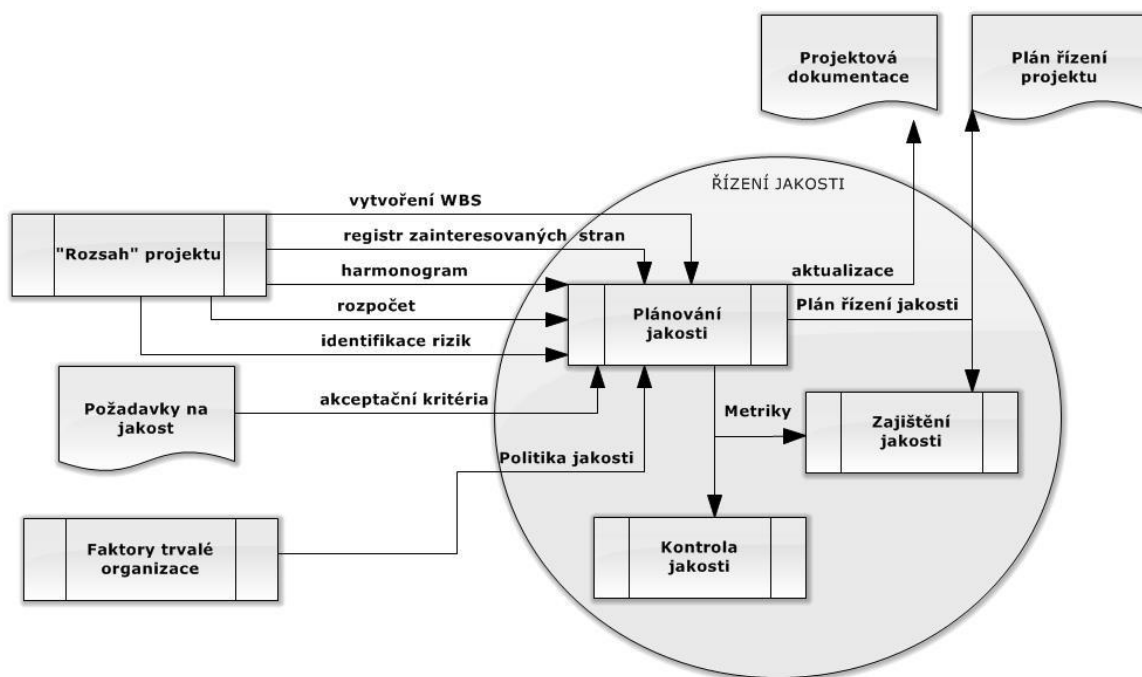 Projektová
dokumentace
Plán řízení
projektu
ŘÍZENÍ JAKOSTI
vytvoření WBS
"Rozsah" projektu
registr zainteresovaných stran
harmonogram
aktualizace
rozpočet
Plánování
jakosti
Plán řízení jakosti
identifikace rizik
Požadavky na
jakost
akceptační kritéria
Metriky
Zajištění
jakosti
Politika jakosti
Faktory trvalé
organizace
Kontrola
jakosti